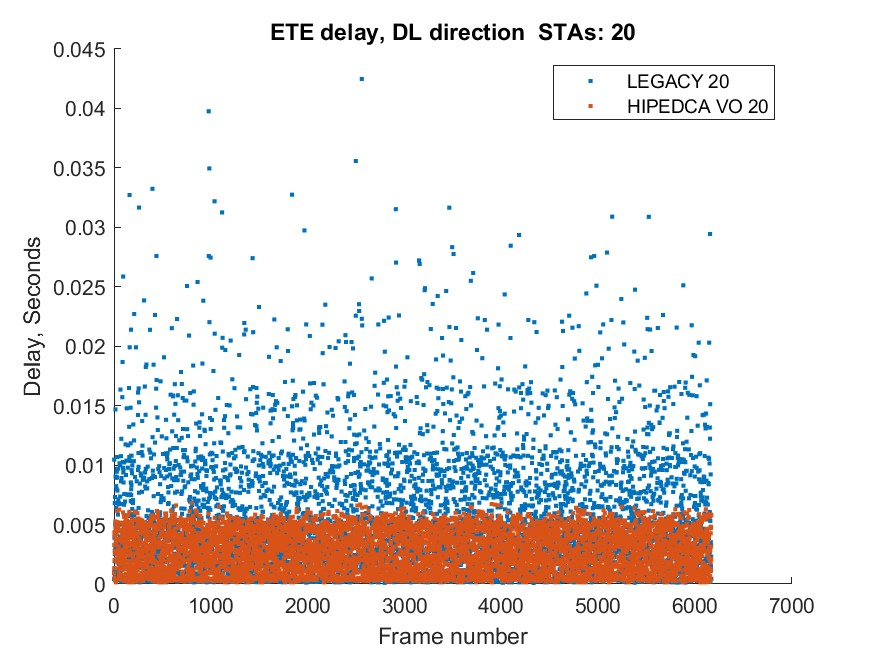 ETE delay, DL direction  STAs: 20
0.045
0.04
0.035
0.03
0.025
0.02
0.015
0.01
0.005
0
Delay, Seconds
LEGACY 20
HIPEDCA VO 20
0 1000 2000 3000 4000 5000 6000 7000
Frame number